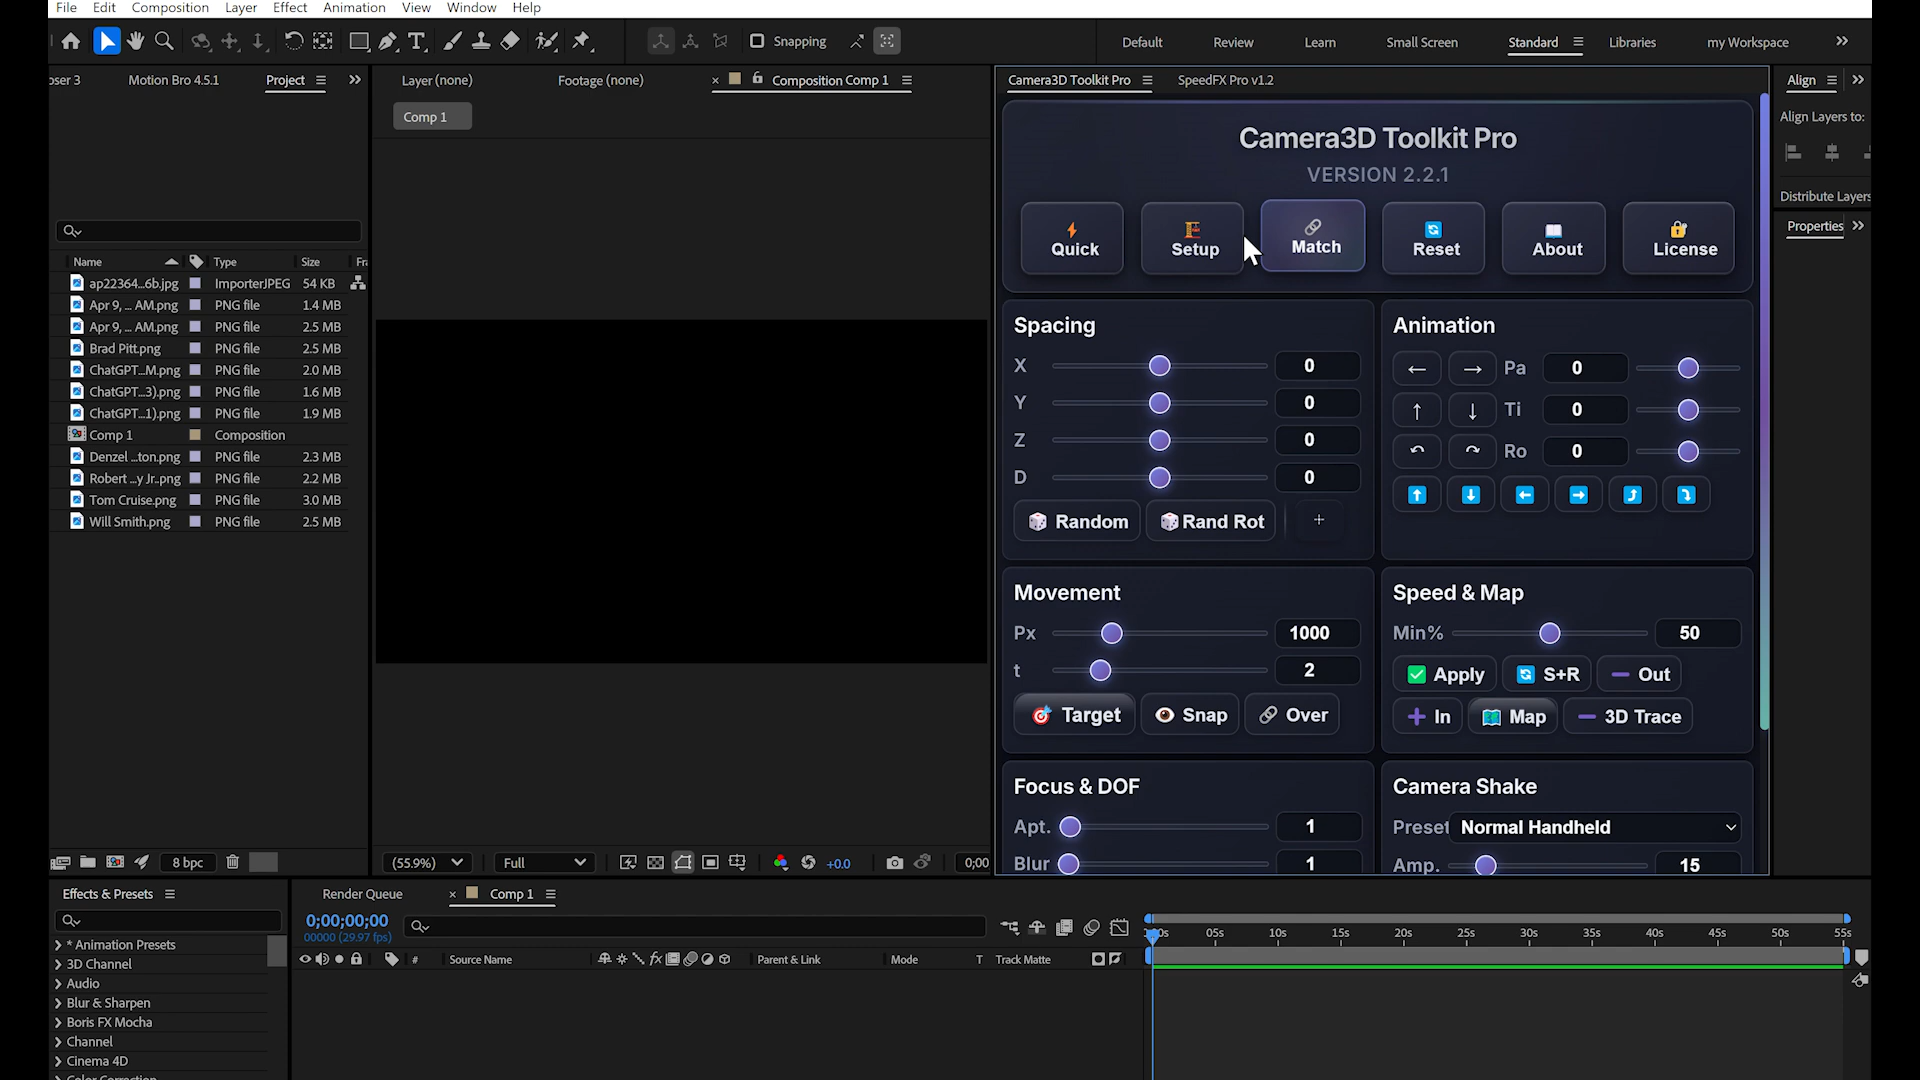 File Edit Composition Layer Effect Animation View Window Help
Snapping
Default Review Learn Small Screen Standard Libraries my Workspace
oser 3 Motion Bro 4.5.1 Project
Layer (none) Footage (none) Composition Comp 1
Camera3D Toolkit Pro SpeedFX Pro v1.2
Align
Comp 1
Align Layers to:
Distribute Layers
Properties
Name Type Size Fra
ap22364...6b.jpg ImporterJPEG 54 KB
Apr 9, ... AM.png PNG file 1.4 MB
Apr 9, ... AM.png PNG file 2.5 MB
Brad Pitt.png PNG file 2.5 MB
ChatGPT...M.png PNG file 2.0 MB
ChatGPT...3).png PNG file 1.6 MB
ChatGPT...1).png PNG file 1.9 MB
Comp 1 Composition
Denzel ...ton.png PNG file 2.3 MB
Robert ...y Jr..png PNG file 2.2 MB
Tom Cruise.png PNG file 3.0 MB
Will Smith.png PNG file 2.5 MB
8 bpc
(55.9%) Full +0.0 0;00
Camera3D Toolkit Pro
VERSION 2.2.1
Quick Setup Match Reset About License
Spacing
X 0
Y 0
Z 0
D 0
Random Rand Rot +
Animation
← → Pa 0
↑ ↓ Ti 0
↶ ↷ Ro 0
Movement
Px 1000
t 2
Target Snap Over
Speed & Map
Min% 50
Apply S+R Out
In Map 3D Trace
Focus & DOF
Apt. 1
Blur 1
Camera Shake
Preset Normal Handheld
Amp. 15
Effects & Presets
* Animation Presets
3D Channel
Audio
Blur & Sharpen
Boris FX Mocha
Channel
Cinema 4D
Color Correction
Render Queue Comp 1
0;00;00;00
00000 (29.97 fps)
# Source Name fx Parent & Link Mode T Track Matte
05s 10s 15s 20s 25s 30s 35s 40s 45s 50s 55s